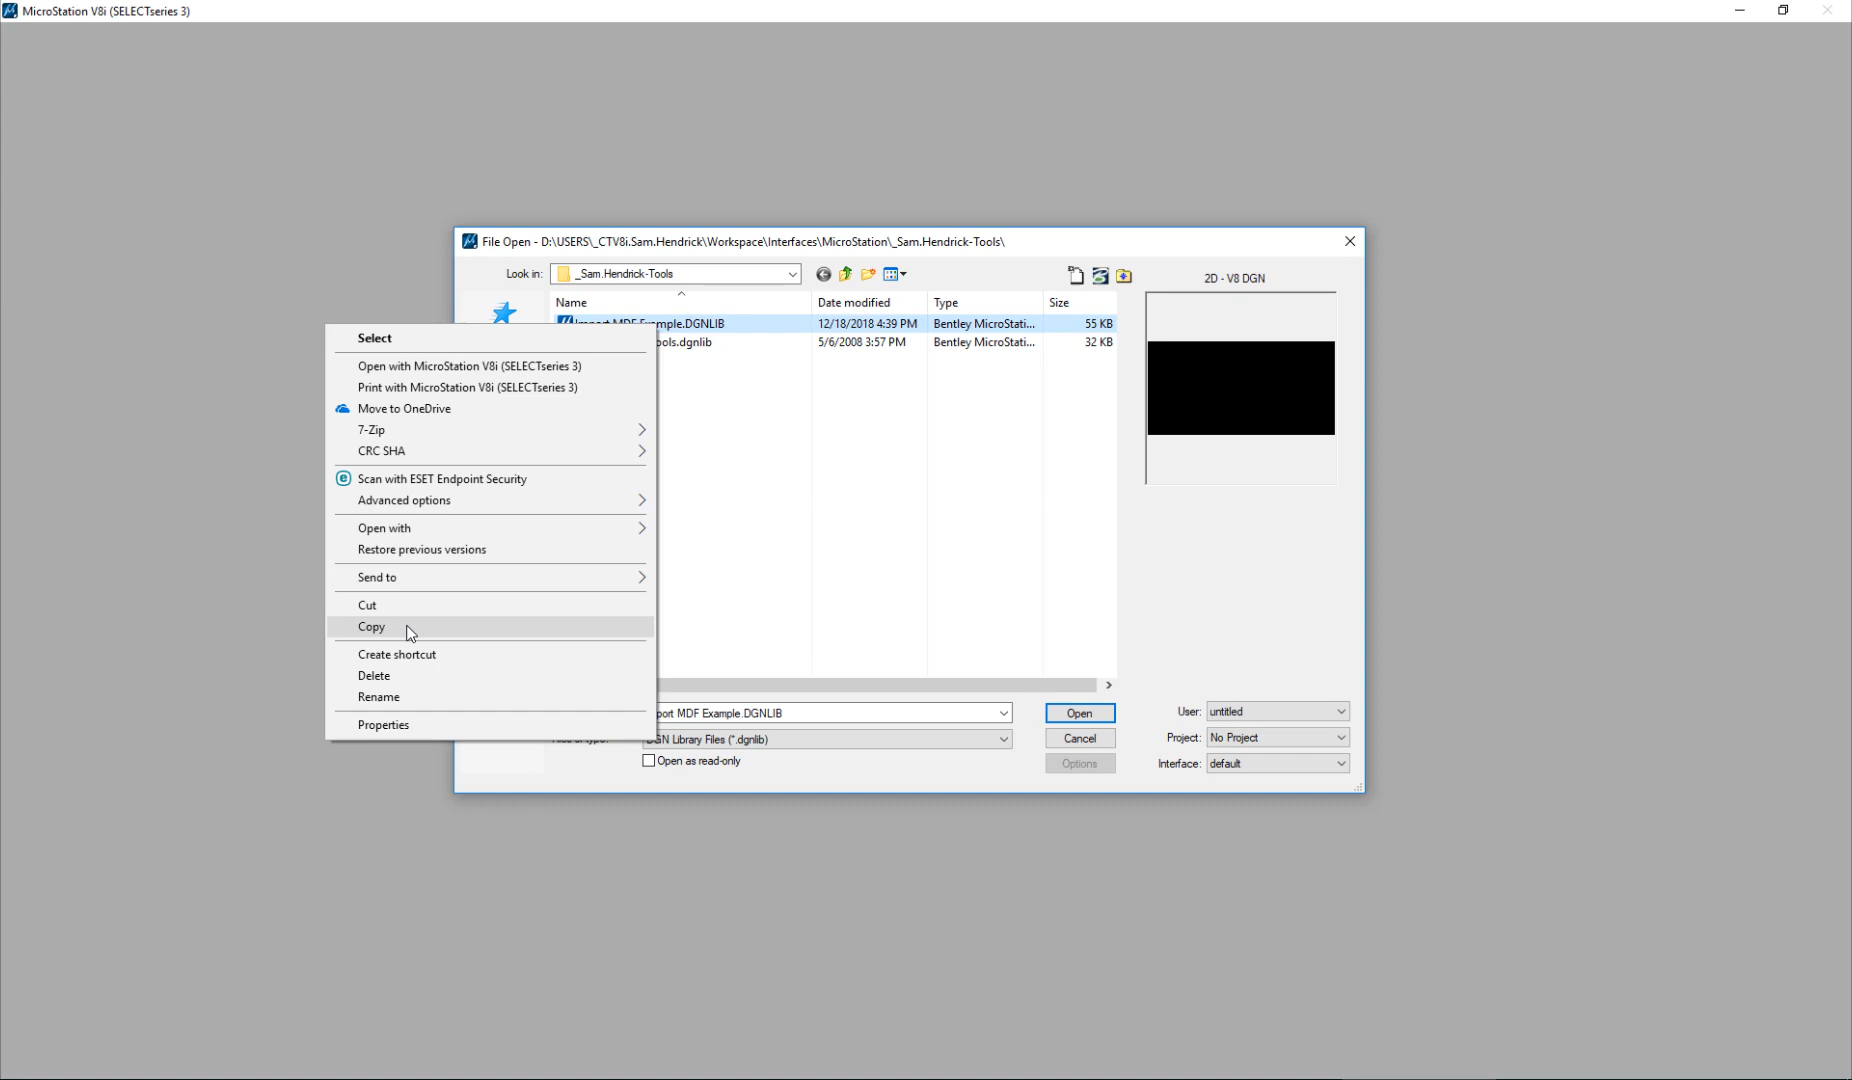 MicroStation V8i (SELECTseries 3)
File Open - D:\USERS\_CTV8i.Sam.Hendrick\Workspace\Interfaces\MicroStation\_Sam.Hendrick-Tools\
Look in: _Sam.Hendrick-Tools
2D - V8 DGN
Name Date modified Type Size
Import MDF Example.DGNLIB 12/18/2018 4:39 PM Bentley MicroStati... 55 KB
ols.dgnlib 5/6/2008 3:57 PM Bentley MicroStati... 32 KB
Select
Open with MicroStation V8i (SELECTseries 3)
Print with MicroStation V8i (SELECTseries 3)
Move to OneDrive
7-Zip
CRC SHA
Scan with ESET Endpoint Security
Advanced options
Open with
Restore previous versions
Send to
Cut
Copy
Create shortcut
Delete
Rename
Properties
port MDF Example.DGNLIB Open User: untitled
DGN Library Files (*.dgnlib) Cancel Project: No Project
Open as read-only Options Interface: default